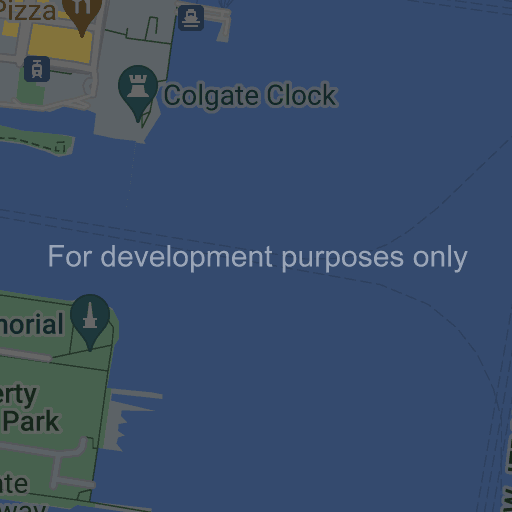 Pizza
Colgate Clock
For development purposes only
morial
erty
Park
ate
way